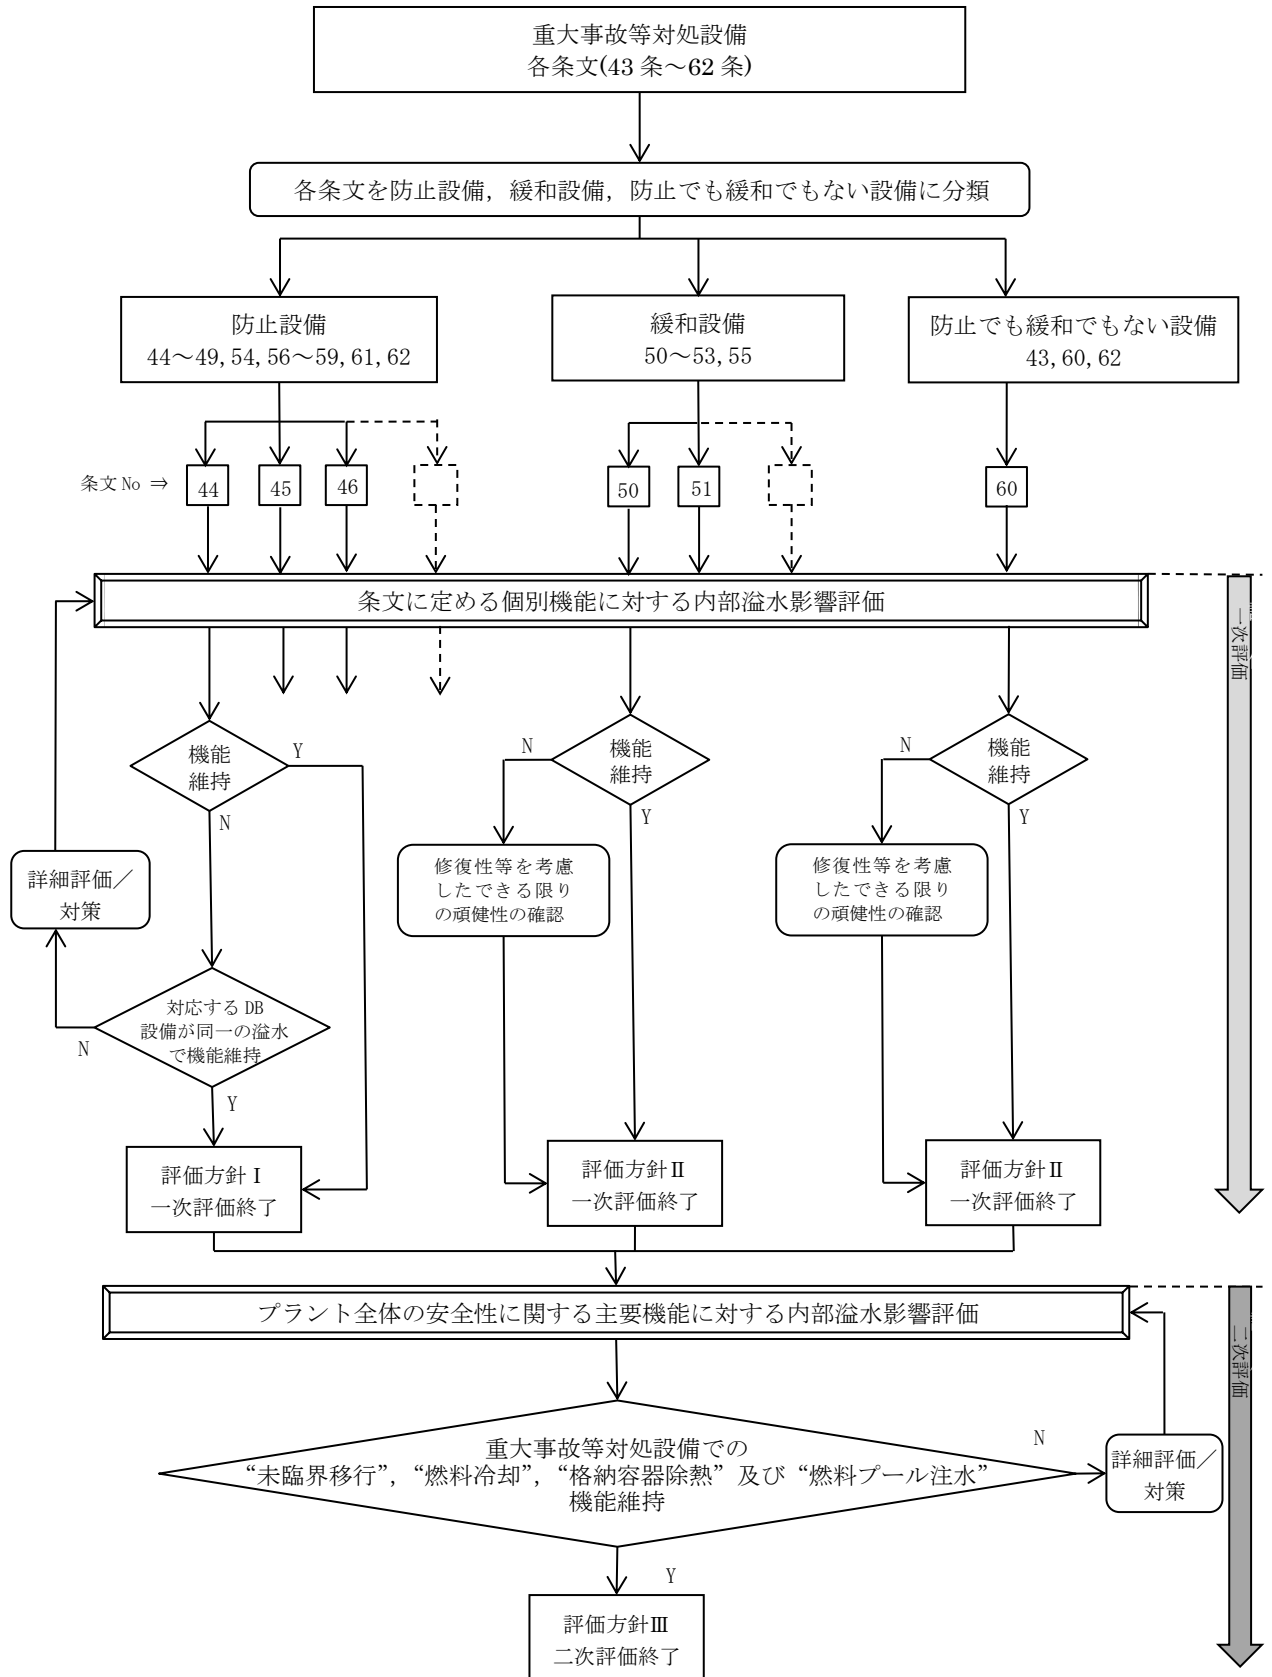 重大事故等対処設備
各条文(43 条～62 条)
各条文を防止設備，緩和設備，防止でも緩和でもない設備に分類
防止設備
44～49, 54, 56～59, 61, 62
緩和設備
50～53, 55
防止でも緩和でもない設備
43, 60, 62
条文 No ⇒
44
45
46
50
51
60
条文に定める個別機能に対する内部溢水影響評価
一次評価
機能
維持
Y
N
機能
維持
N
Y
機能
維持
N
Y
詳細評価／
対策
修復性等を考慮
したできる限り
の頑健性の確認
修復性等を考慮
したできる限り
の頑健性の確認
対応する DB
設備が同一の溢水
で機能維持
N
Y
評価方針Ⅰ
一次評価終了
評価方針Ⅱ
一次評価終了
評価方針Ⅱ
一次評価終了
プラント全体の安全性に関する主要機能に対する内部溢水影響評価
二次評価
重大事故等対処設備での
“未臨界移行”，“燃料冷却”，“格納容器除熱” 及び “燃料プール注水”
機能維持
N
詳細評価／
対策
Y
評価方針Ⅲ
二次評価終了